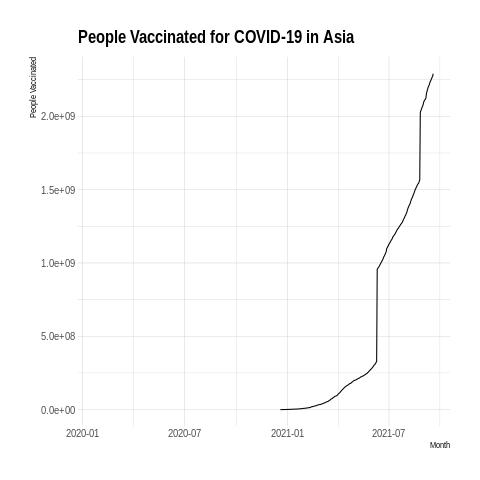 People Vaccinated for COVID-19 in Asia
People Vaccinated
2.0e+09
1.5e+09
1.0e+09
5.0e+08
0.0e+00
2020-01 2020-07 2021-01 2021-07
Month